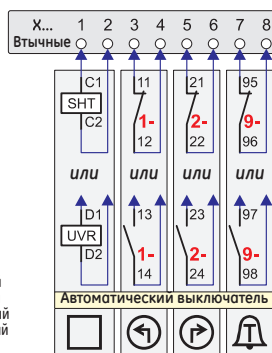 X... 1 2 3 4 5 6 7 8
Втычные
C1 11 21 95
SHT 1- 2- 9-
C2 12 22 96
или или или или
D1 13 23 97
UVR 1- 2- 9-
D2 14 24 98
Автоматический выключатель